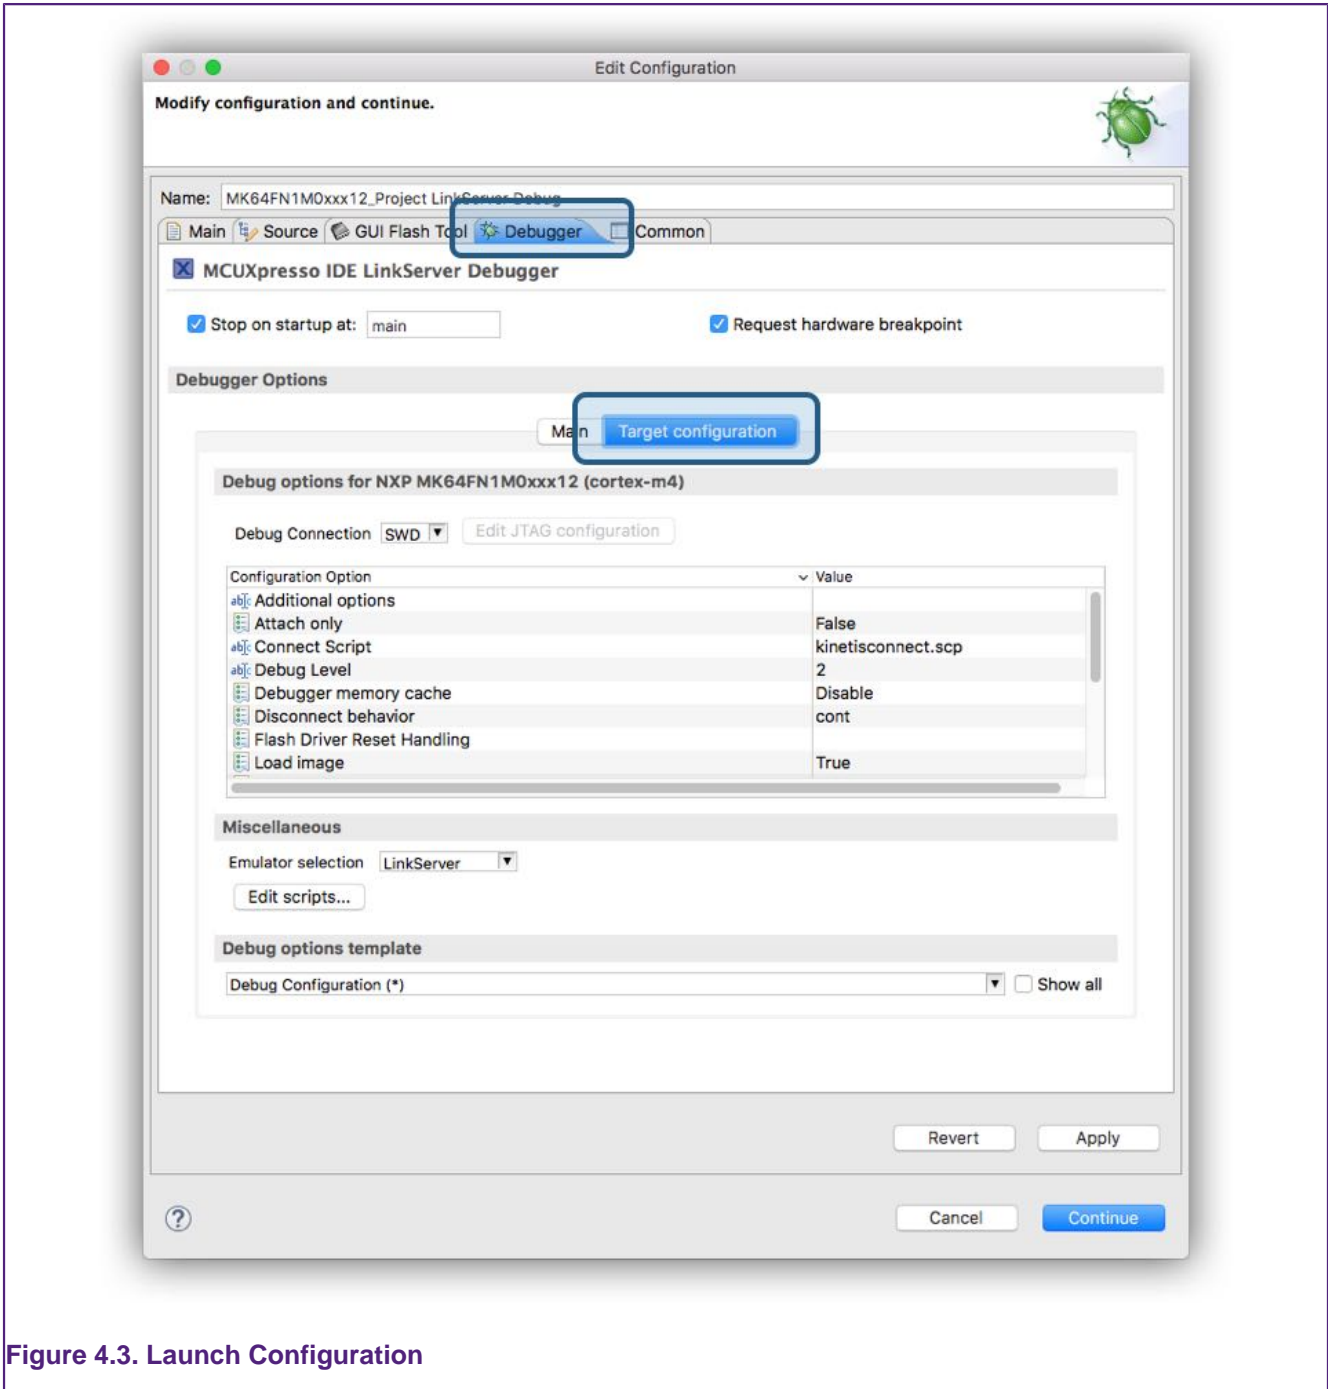 Edit Configuration
Modify configuration and continue.
Name: MK64FN1M0xxx12_Project LinkServer Debug
Main Source GUI Flash Tool Debugger Common
MCUXpresso IDE LinkServer Debugger
Stop on startup at: main Request hardware breakpoint
Debugger Options
Main Target configuration
Debug options for NXP MK64FN1M0xxx12 (cortex-m4)
Debug Connection SWD Edit JTAG configuration
Configuration Option Value
Additional options
Attach only False
Connect Script kinetisconnect.scp
Debug Level 2
Debugger memory cache Disable
Disconnect behavior cont
Flash Driver Reset Handling
Load image True
Miscellaneous
Emulator selection LinkServer
Edit scripts...
Debug options template
Debug Configuration (*) Show all
Revert Apply
? Cancel Continue
Figure 4.3. Launch Configuration